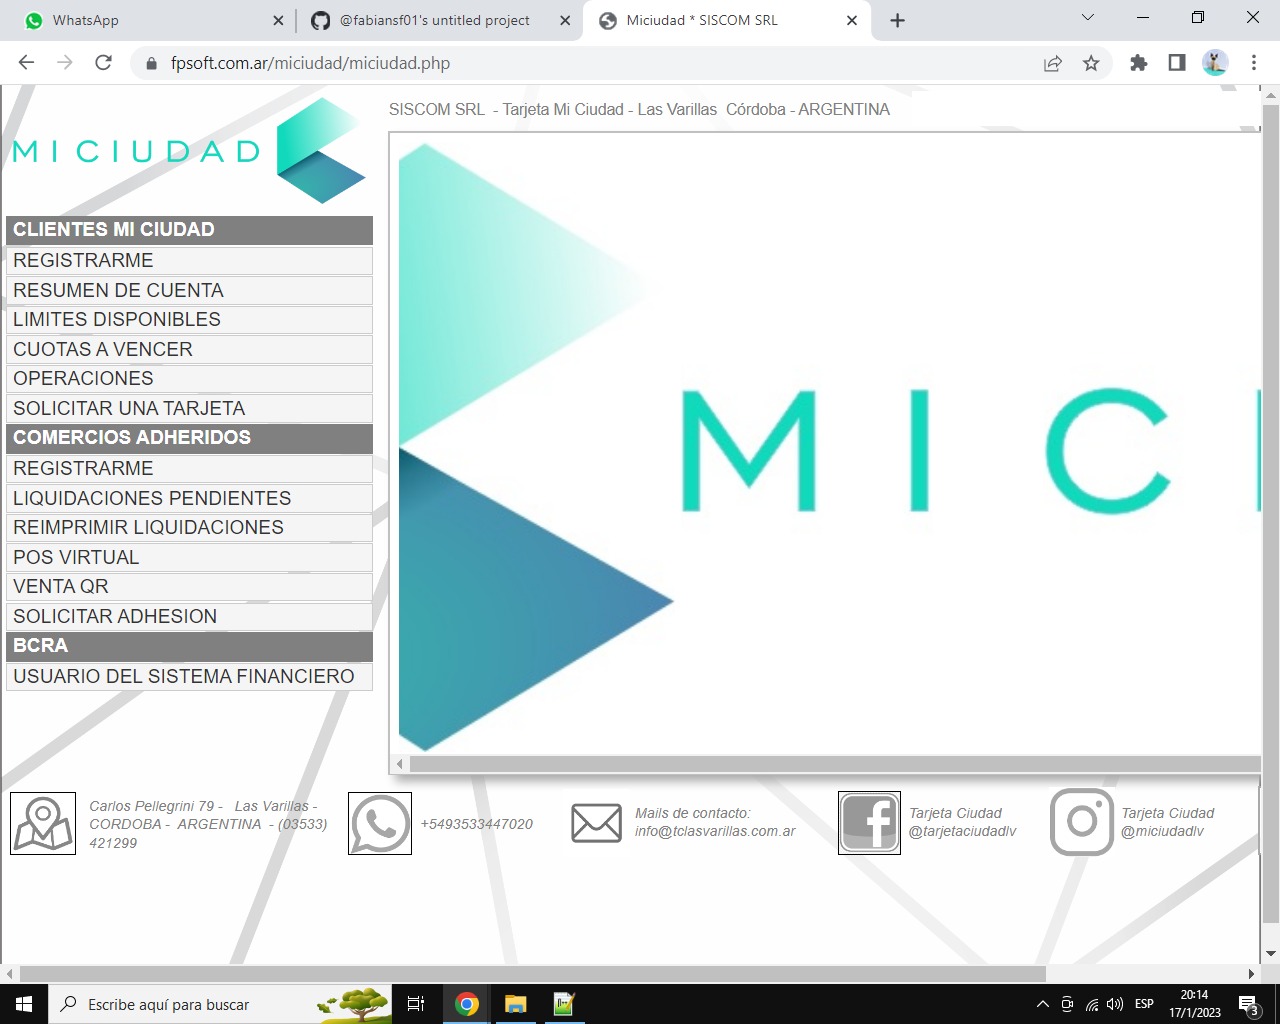 WhatsApp
@fabiansf01's untitled project
Miciudad * SISCOM SRL
fpsoft.com.ar/miciudad/miciudad.php
MI CIUDAD
SISCOM SRL - Tarjeta Mi Ciudad - Las Varillas Córdoba - ARGENTINA
CLIENTES MI CIUDAD
REGISTRARME
RESUMEN DE CUENTA
LIMITES DISPONIBLES
CUOTAS A VENCER
OPERACIONES
SOLICITAR UNA TARJETA
COMERCIOS ADHERIDOS
REGISTRARME
LIQUIDACIONES PENDIENTES
REIMPRIMIR LIQUIDACIONES
POS VIRTUAL
VENTA QR
SOLICITAR ADHESION
BCRA
USUARIO DEL SISTEMA FINANCIERO
MI C
Carlos Pellegrini 79 - Las Varillas -
CORDOBA - ARGENTINA - (03533)
421299
+5493533447020
Mails de contacto:
info@tclasvarillas.com.ar
Tarjeta Ciudad
@tarjetaciudadlv
Tarjeta Ciudad
@miciudadlv
Escribe aquí para buscar
ESP
20:14
17/1/2023
3